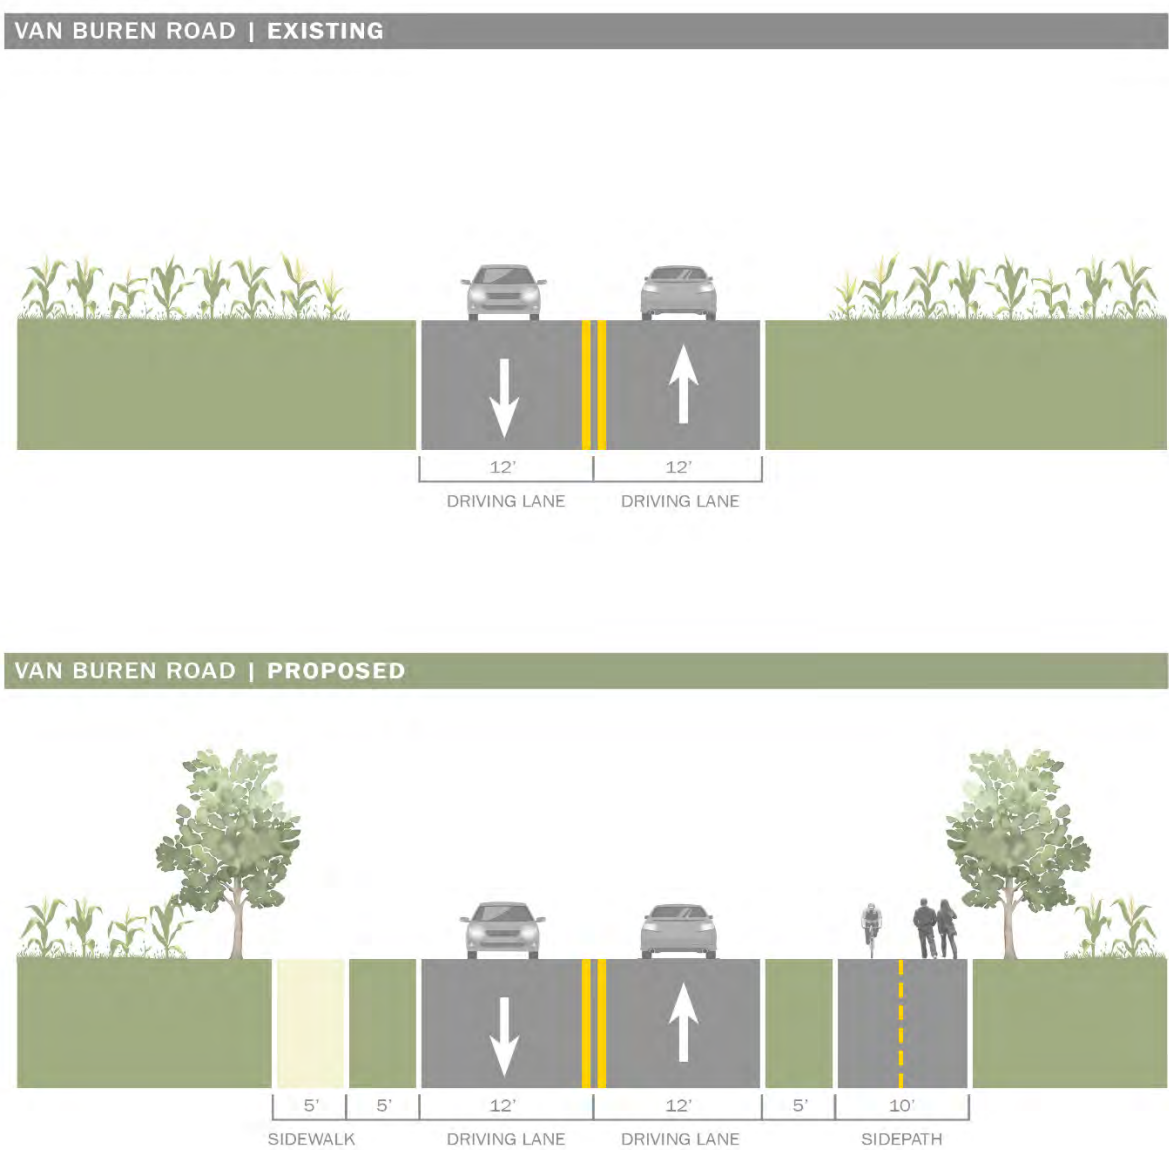 VAN BUREN ROAD | EXISTING
12' 12'
DRIVING LANE DRIVING LANE
VAN BUREN ROAD | PROPOSED
5' 5' 12' 12' 5' 10'
SIDEWALK DRIVING LANE DRIVING LANE SIDEPATH